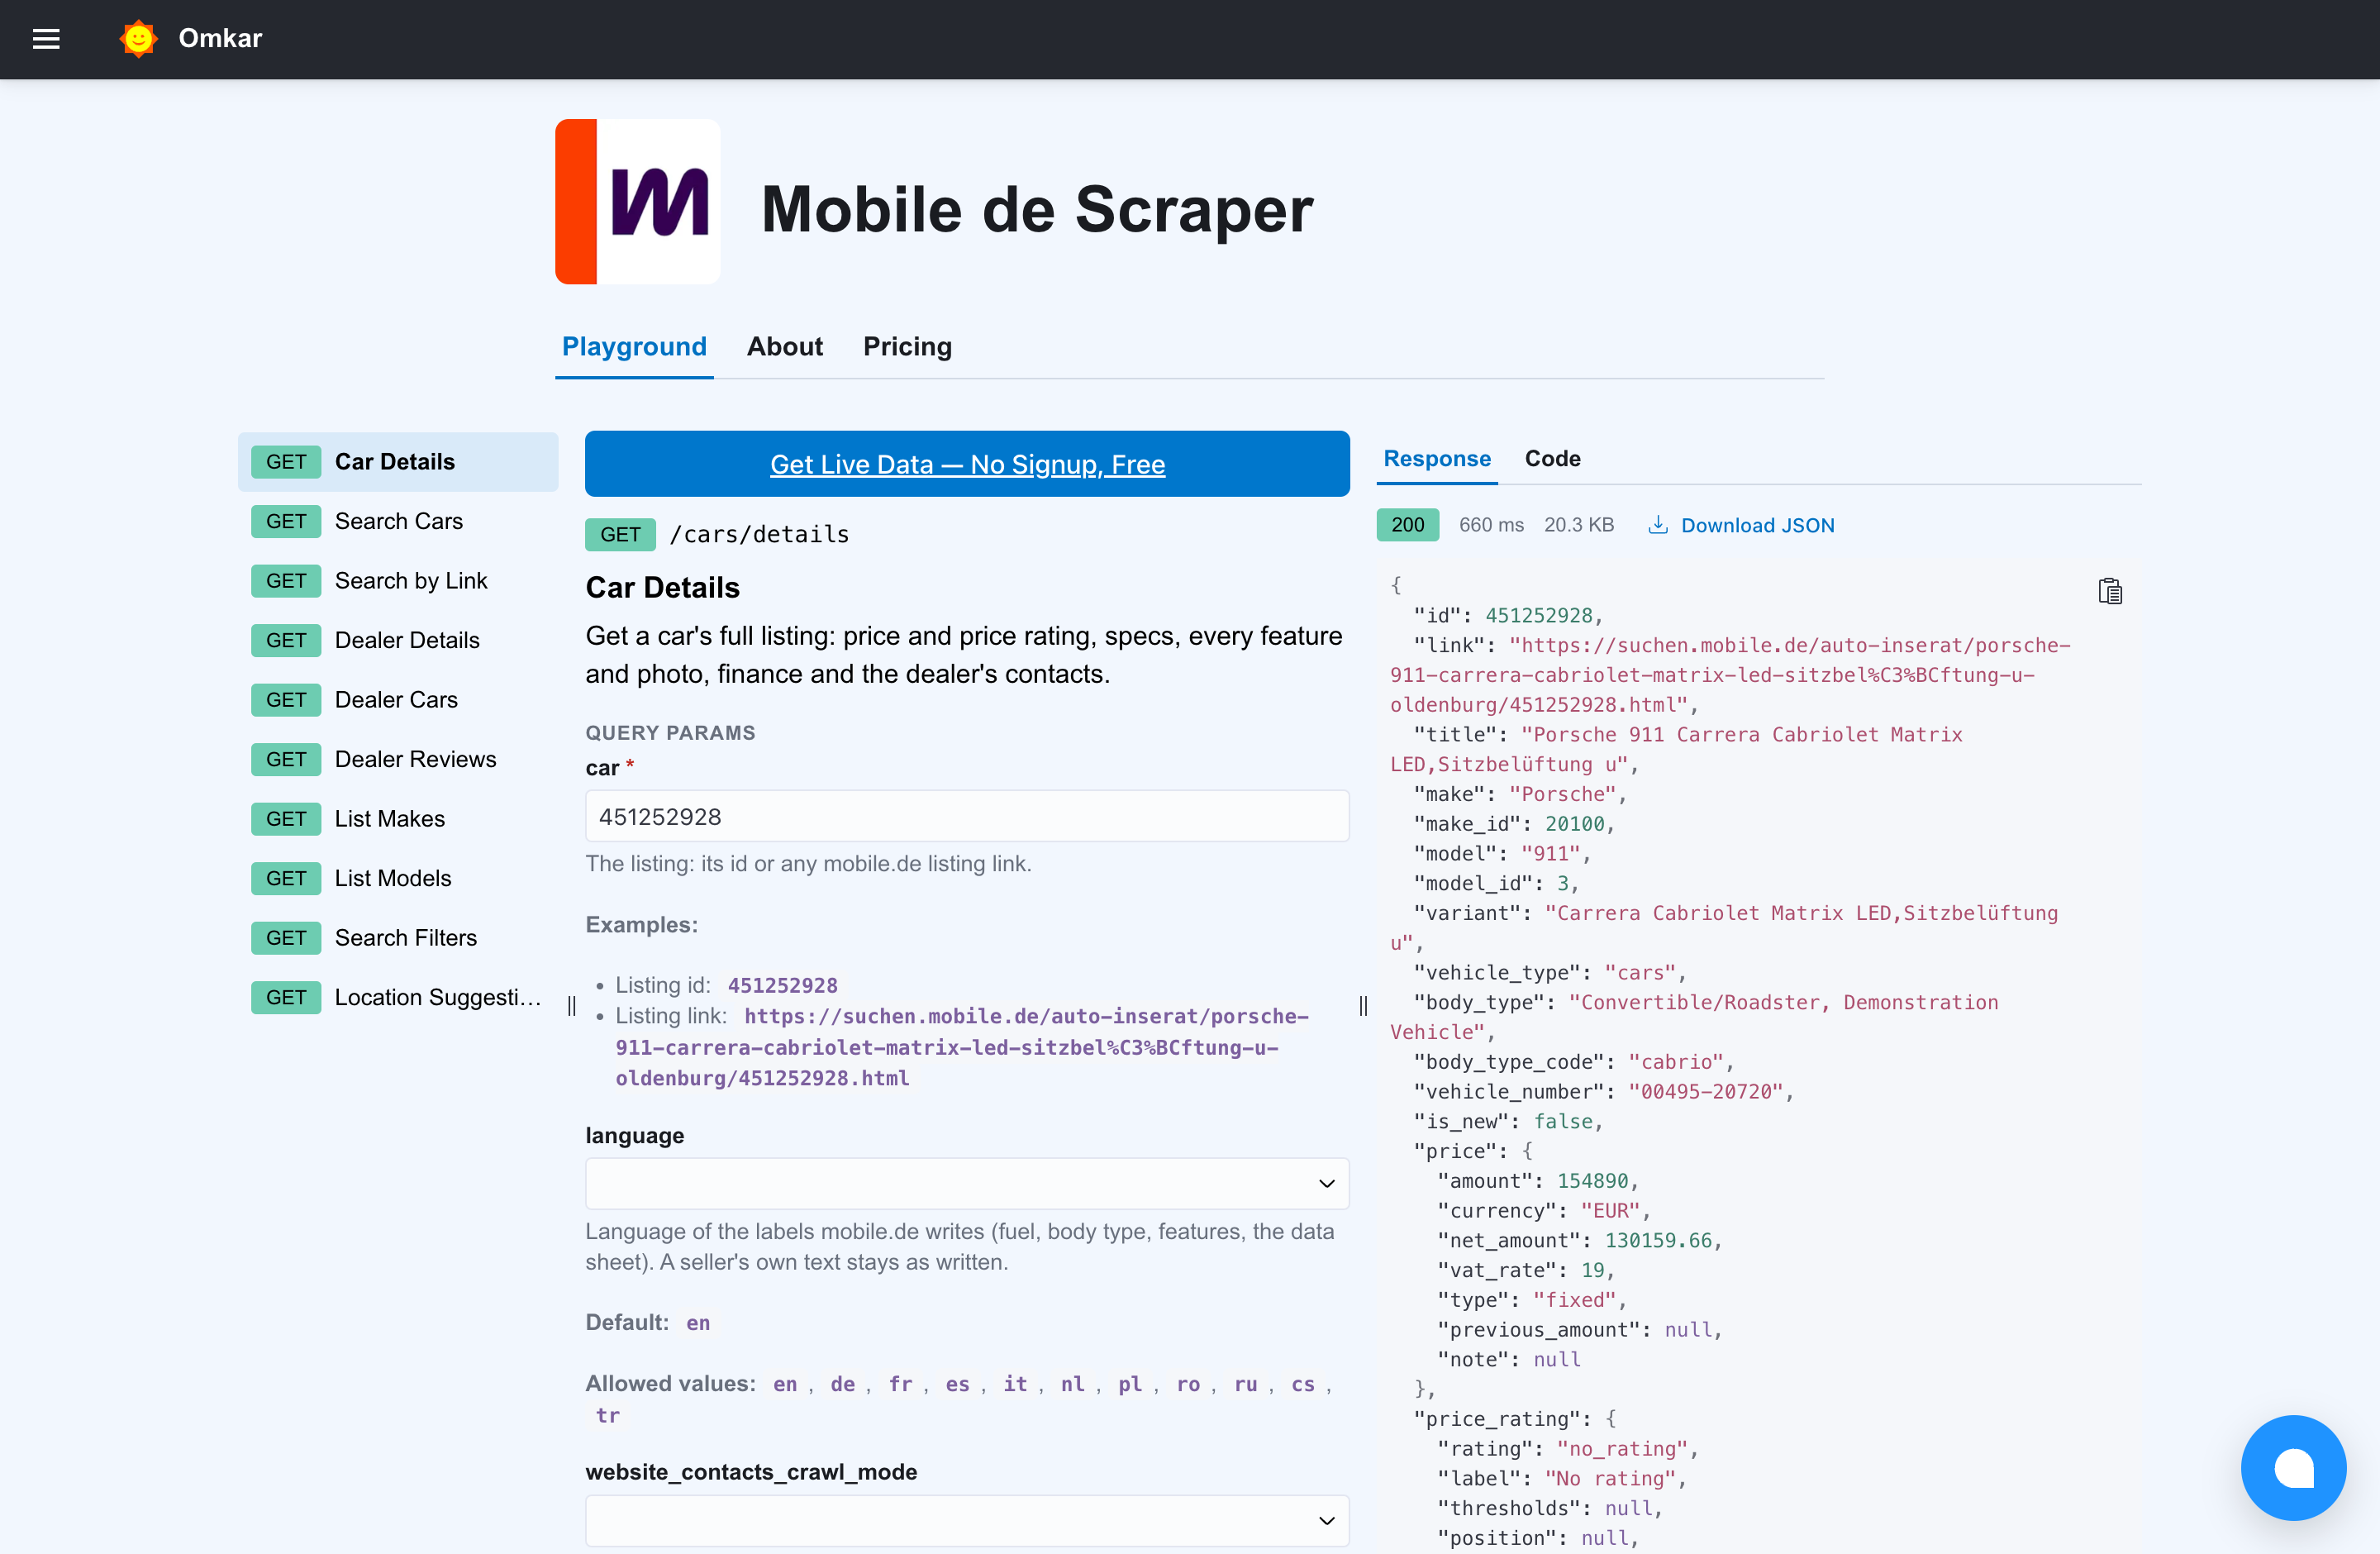 Omkar
Mobile de Scraper
Playground
About
Pricing
GET Car Details
GET Search Cars
GET Search by Link
GET Dealer Details
GET Dealer Cars
GET Dealer Reviews
GET List Makes
GET List Models
GET Search Filters
GET Location Suggesti...
Get Live Data — No Signup, Free
GET /cars/details
Car Details
Get a car's full listing: price and price rating, specs, every feature
and photo, finance and the dealer's contacts.
QUERY PARAMS
car *
451252928
The listing: its id or any mobile.de listing link.
Examples:
• Listing id: 451252928
• Listing link: https://suchen.mobile.de/auto-inserat/porsche-
911-carrera-cabriolet-matrix-led-sitzbel%C3%BCftung-u-
oldenburg/451252928.html
language
Language of the labels mobile.de writes (fuel, body type, features, the data
sheet). A seller's own text stays as written.
Default: en
Allowed values: en , de , fr , es , it , nl , pl , ro , ru , cs ,
tr
website_contacts_crawl_mode
Response
Code
200 660 ms 20.3 KB Download JSON
{
"id": 451252928,
"link": "https://suchen.mobile.de/auto-inserat/porsche-
911-carrera-cabriolet-matrix-led-sitzbel%C3%BCftung-u-
oldenburg/451252928.html",
"title": "Porsche 911 Carrera Cabriolet Matrix
LED,Sitzbelüftung u",
"make": "Porsche",
"make_id": 20100,
"model": "911",
"model_id": 3,
"variant": "Carrera Cabriolet Matrix LED,Sitzbelüftung
u",
"vehicle_type": "cars",
"body_type": "Convertible/Roadster, Demonstration
Vehicle",
"body_type_code": "cabrio",
"vehicle_number": "00495-20720",
"is_new": false,
"price": {
"amount": 154890,
"currency": "EUR",
"net_amount": 130159.66,
"vat_rate": 19,
"type": "fixed",
"previous_amount": null,
"note": null
},
"price_rating": {
"rating": "no_rating",
"label": "No rating",
"thresholds": null,
"position": null,